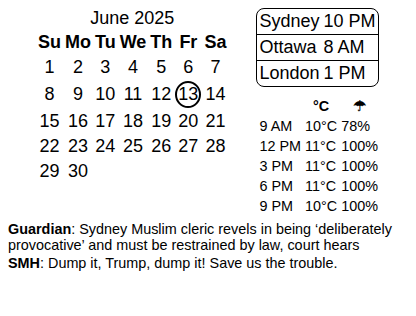 June 2025
Su Mo Tu We Th Fr Sa
1 2 3 4 5 6 7
8 9 10 11 12 13 14
15 16 17 18 19 20 21
22 23 24 25 26 27 28
29 30
Sydney 10 PM
Ottawa 8 AM
London 1 PM
°C ☂
9 AM 10°C 78%
12 PM 11°C 100%
3 PM 11°C 100%
6 PM 11°C 100%
9 PM 10°C 100%
Guardian: Sydney Muslim cleric revels in being ‘deliberately
provocative’ and must be restrained by law, court hears
SMH: Dump it, Trump, dump it! Save us the trouble.